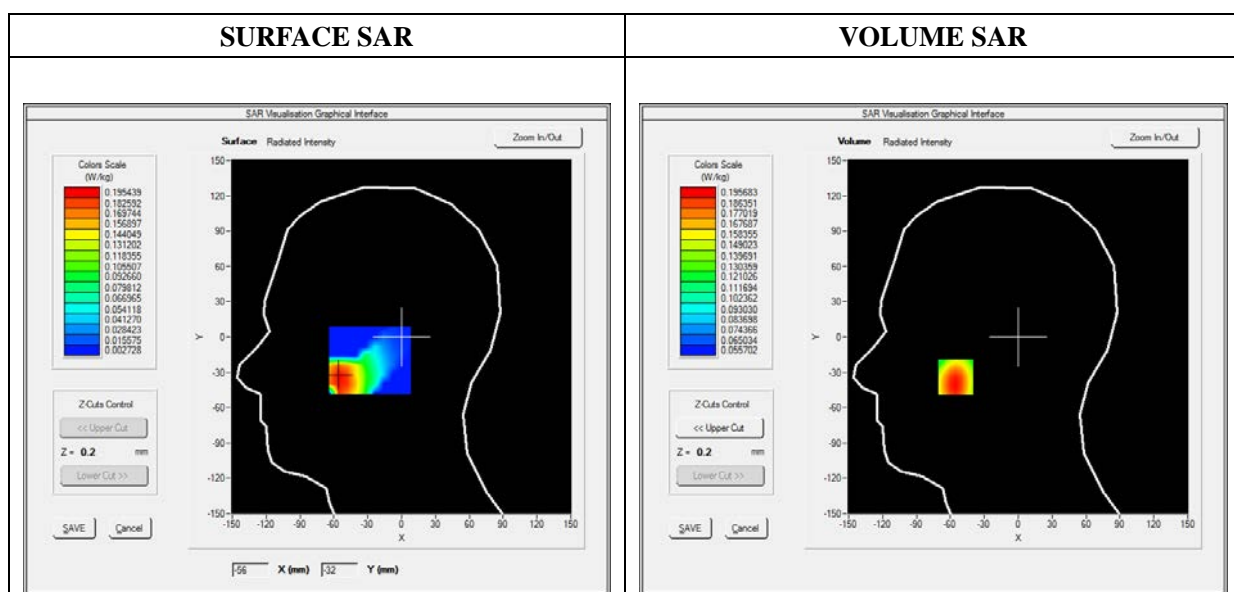 SURFACE SAR
VOLUME SAR
SAR Visualisation Graphical Interface
Surface Radiated Intensity
Zoom In/Out
Colors Scale
(W/kg)
0.195439
0.182592
0.169744
0.156897
0.144049
0.131202
0.118355
0.105507
0.092660
0.079812
0.066965
0.054118
0.041270
0.028423
0.015575
0.002728
Z-Cuts Control
<< Upper Cut
Z = 0.2 mm
Lower Cut >>
SAVE Cancel
150
120
90
60
30
0
-30
-60
-90
-120
-150
Y
-150 -120 -90 -60 -30 0 30 60 90 120 150
X
-56 X (mm) -32 Y (mm)
SAR Visualisation Graphical Interface
Volume Radiated Intensity
Zoom In/Out
Colors Scale
(W/kg)
0.195683
0.186351
0.177019
0.167687
0.158355
0.149023
0.139691
0.130359
0.121026
0.111694
0.102362
0.093030
0.083698
0.074366
0.065034
0.055702
Z-Cuts Control
<< Upper Cut
Z = 0.2 mm
Lower Cut >>
SAVE Cancel
150
120
90
60
30
0
-30
-60
-90
-120
-150
Y
-150 -120 -90 -60 -30 0 30 60 90 120 150
X